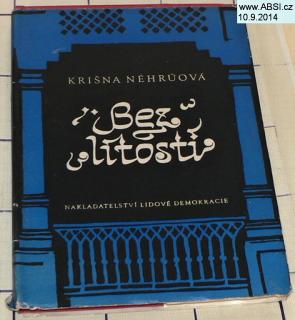 www.ABSI.cz
10.9.2014
KRIŠNA NÉHRÚOVÁ
Bez
lítosti
NAKLADATELSTVÍ LIDOVÉ DEMOKRACIE